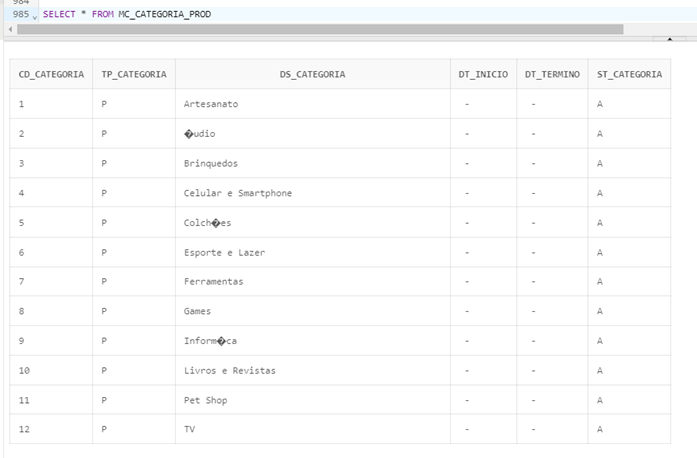 984
985 SELECT * FROM MC_CATEGORIA_PROD
CD_CATEGORIA TP_CATEGORIA DS_CATEGORIA DT_INICIO DT_TERMINO ST_CATEGORIA
1 P Artesanato - - A
2 P �udio - - A
3 P Brinquedos - - A
4 P Celular e Smartphone - - A
5 P Colch�es - - A
6 P Esporte e Lazer - - A
7 P Ferramentas - - A
8 P Games - - A
9 P Inform�ca - - A
10 P Livros e Revistas - - A
11 P Pet Shop - - A
12 P TV - - A